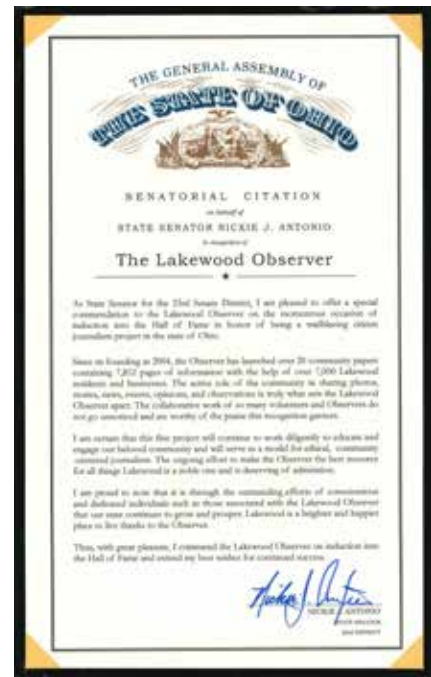 THE GENERAL ASSEMBLY OF
THE STATE OF OHIO
SENATORIAL CITATION
on behalf of
STATE SENATOR NICKIE J. ANTONIO
In recognition of
The Lakewood Observer
As State Senator for the 23rd Senate District, I am pleased to offer a special
commendation to the Lakewood Observer on the momentous occasion of
induction into the Hall of Fame in honor of being a trailblazing citizen
journalism project in the state of Ohio.
Since its founding in 2004, the Observer has launched over 20 community papers
containing 7,852 pages of information with the help of over 7,000 Lakewood
residents and businesses. The active role of the community in sharing photos,
stories, news, events, opinions, and observations is truly what sets the Lakewood
Observer apart. The collaborative work of so many volunteers and Observers do
not go unnoticed and are worthy of the praise this recognition garners.
I am certain that this fine project will continue to work diligently to educate and
engage our beloved community and will serve as a model for ethical, community
oriented journalism. The ongoing effort to make the Observer the best resource
for all things Lakewood is a noble one and is deserving of admiration.
I am proud to note that it is through the outstanding efforts of conscientious
and dedicated individuals such as those associated with the Lakewood Observer
that our state continues to grow and prosper. Lakewood is a brighter and happier
place to live thanks to the Observer.
Thus, with great pleasure, I commend the Lakewood Observer on induction into
the Hall of Fame and extend my best wishes for continued success.
Nickie J. Antonio
NICKIE J. ANTONIO
STATE SENATOR
23rd DISTRICT